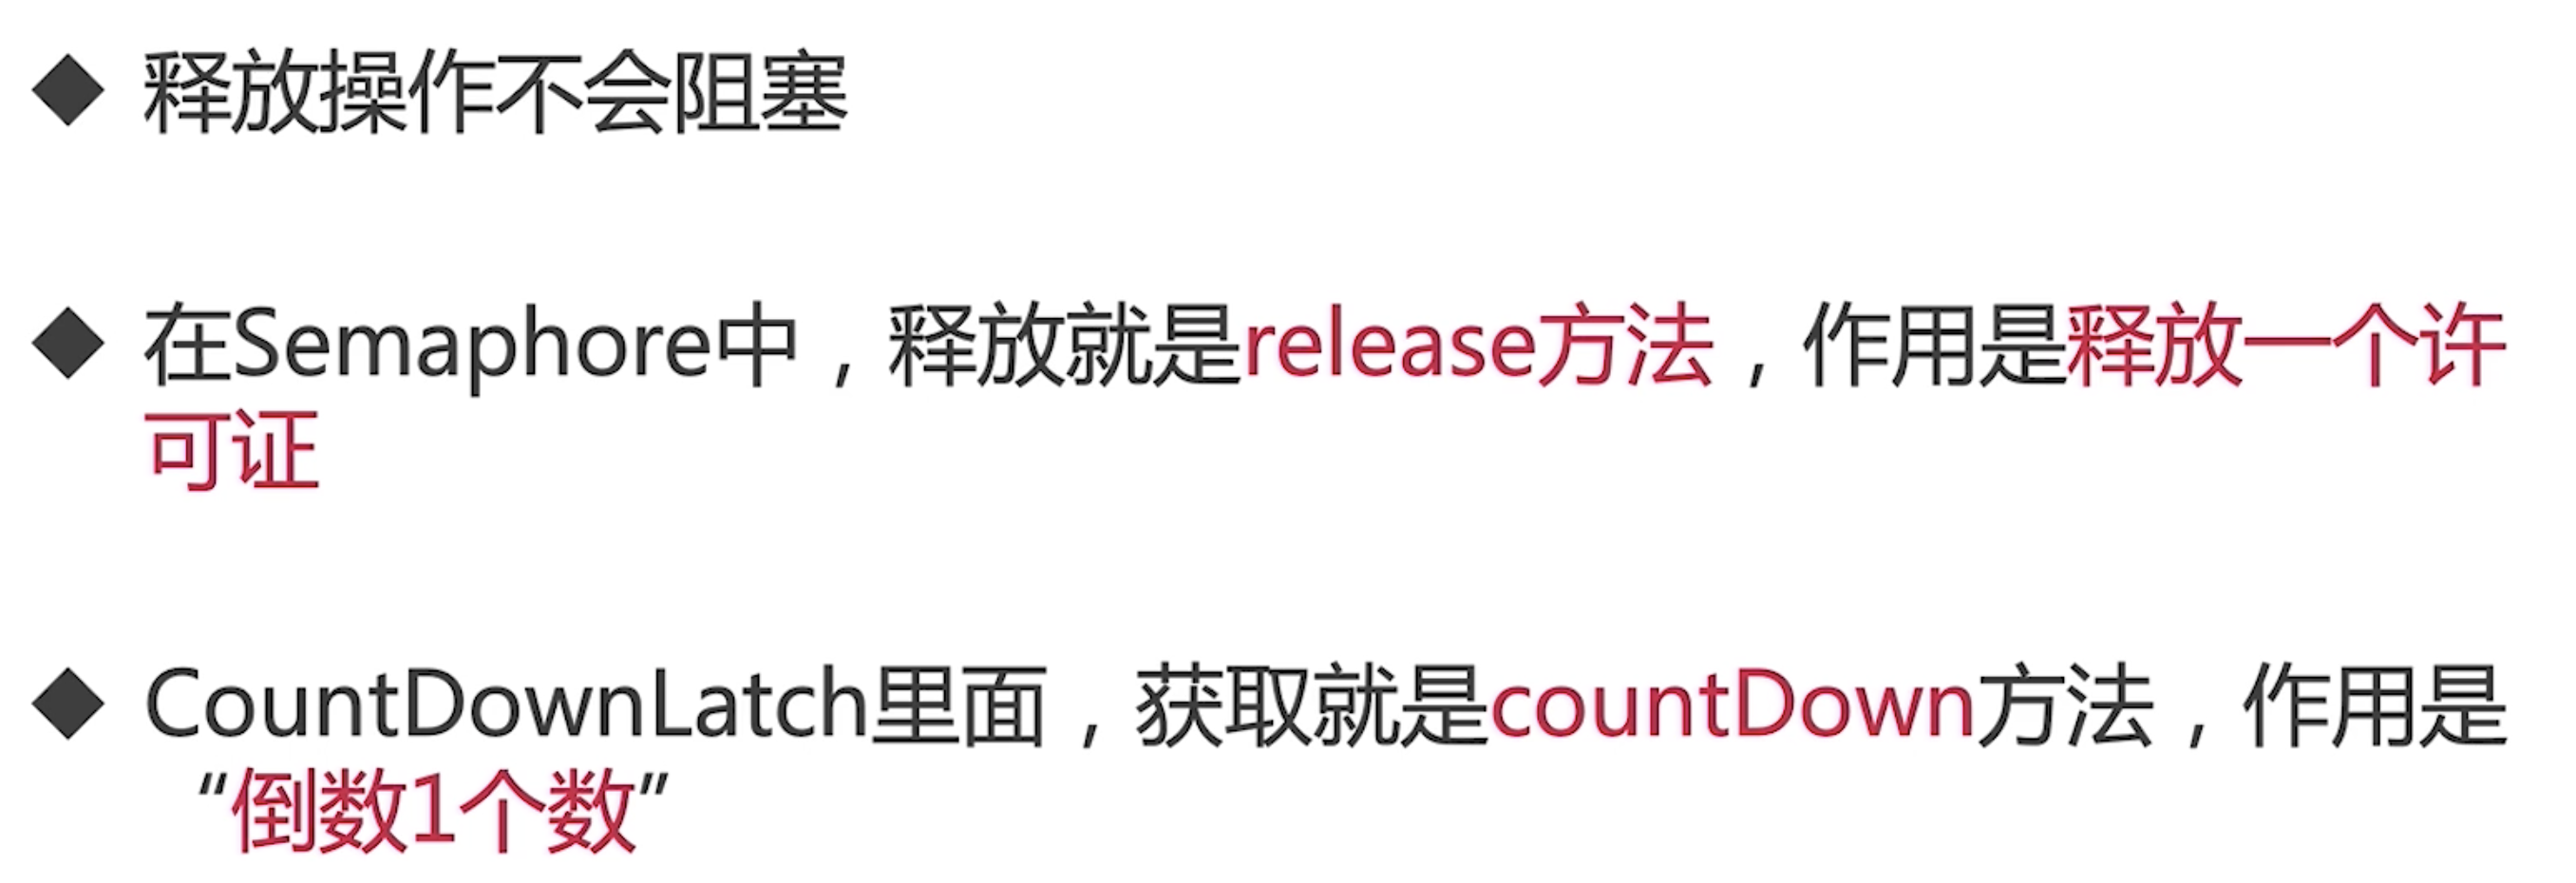 ◆ 释放操作不会阻塞
◆ 在Semaphore中，释放就是release方法，作用是释放一个许
可证
◆ CountDownLatch里面，获取就是countDown方法，作用是
“倒数1个数”